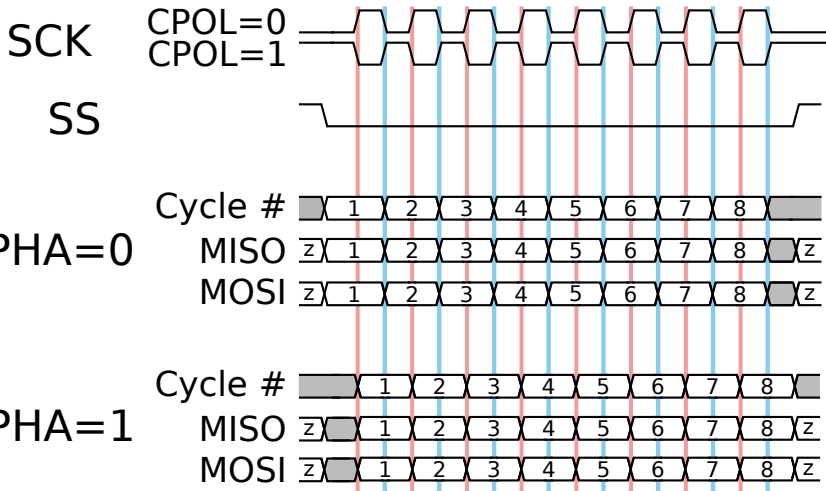 SCK
CPOL=0
CPOL=1
SS
Cycle # 1 2 3 4 5 6 7 8
PHA=0
MISO z 1 2 3 4 5 6 7 8 z
MOSI z 1 2 3 4 5 6 7 8 z
Cycle # 1 2 3 4 5 6 7 8
PHA=1
MISO z 1 2 3 4 5 6 7 8 z
MOSI z 1 2 3 4 5 6 7 8 z